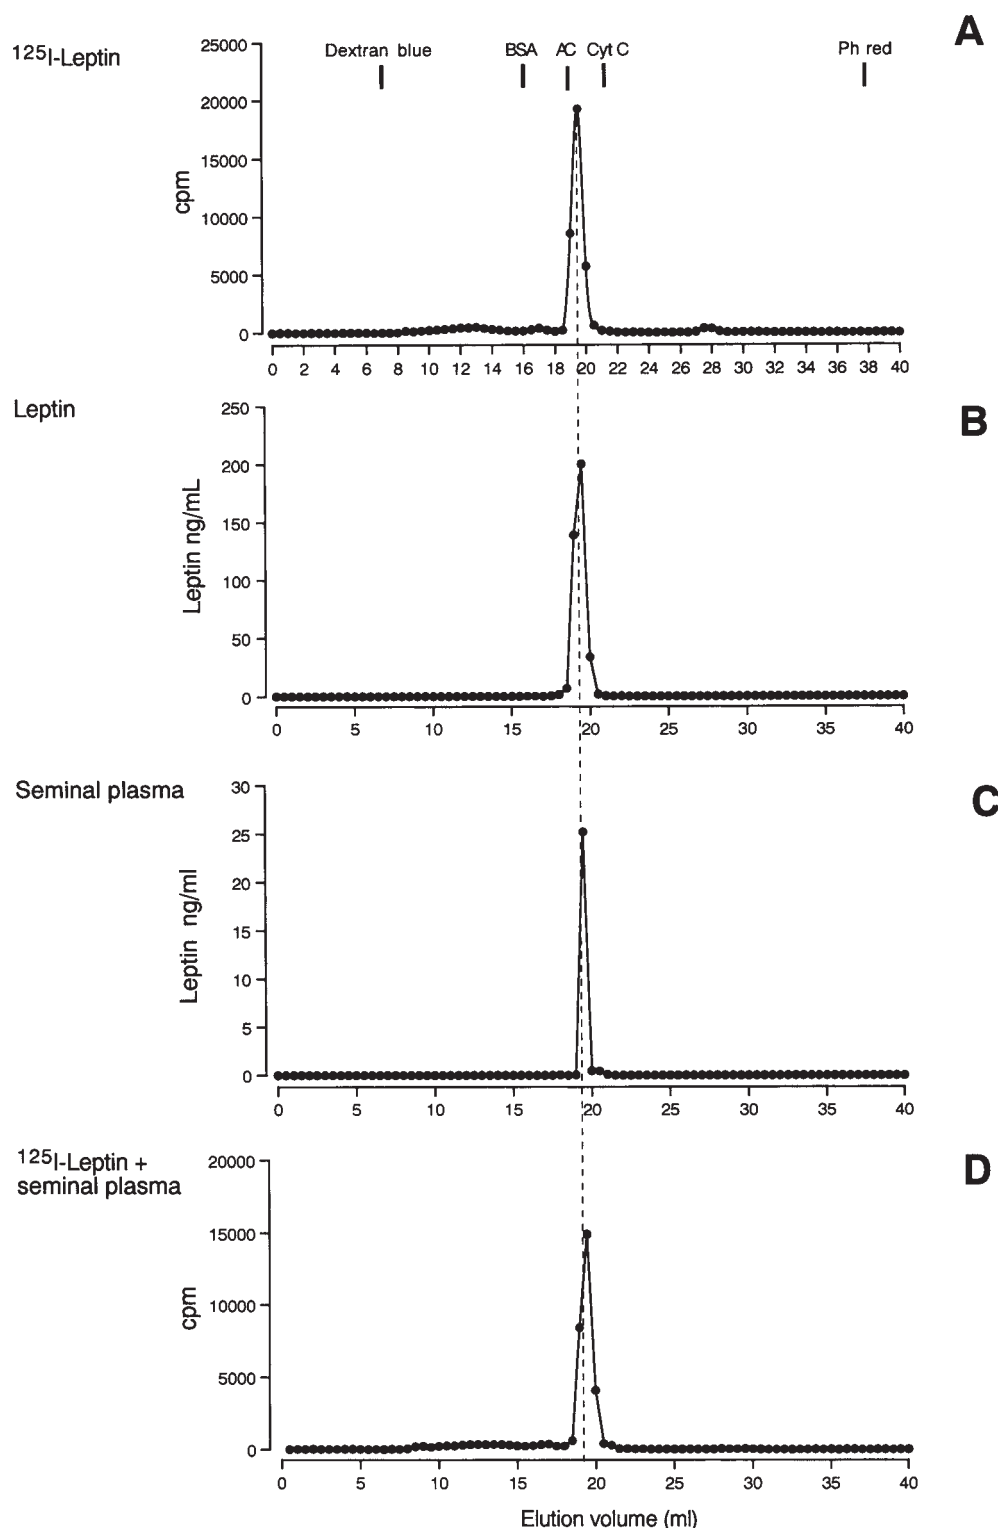 A
125I-Leptin
Dextran blue BSA AC Cyt C Ph red
25000
20000
15000
10000
5000
0
cpm
0 2 4 6 8 10 12 14 16 18 20 22 24 26 28 30 32 34 36 38 40
B
Leptin
250
200
150
100
50
0
Leptin ng/mL
0 5 10 15 20 25 30 35 40
C
Seminal plasma
30
25
20
15
10
5
0
Leptin ng/ml
0 5 10 15 20 25 30 35 40
D
125I-Leptin +
seminal plasma
20000
15000
10000
5000
0
cpm
0 5 10 15 20 25 30 35 40
Elution volume (ml)